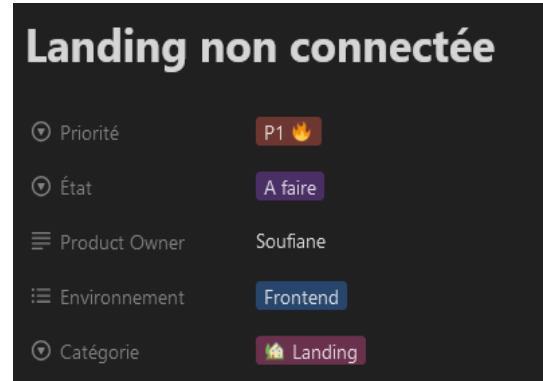 Landing non connectée
Priorité P1 🔥
État A faire
Product Owner Soufiane
Environnement Frontend
Catégorie 🏡 Landing